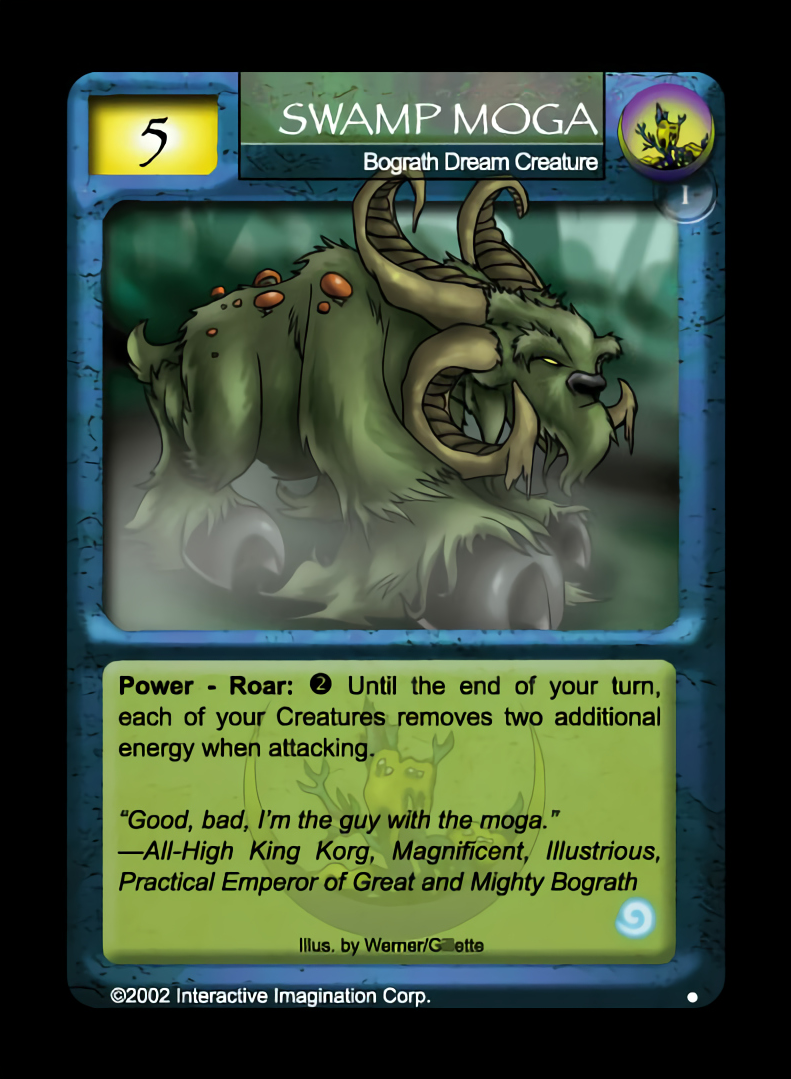 5
SWAMP MOGA
Bograth Dream Creature
1
Power - Roar: ❷ Until the end of your turn,
each of your Creatures removes two additional
energy when attacking.
“Good, bad, I’m the guy with the moga.”
—All-High King Korg, Magnificent, Illustrious,
Practical Emperor of Great and Mighty Bograth
Illus. by
©2002 Interactive Imagination Corp.